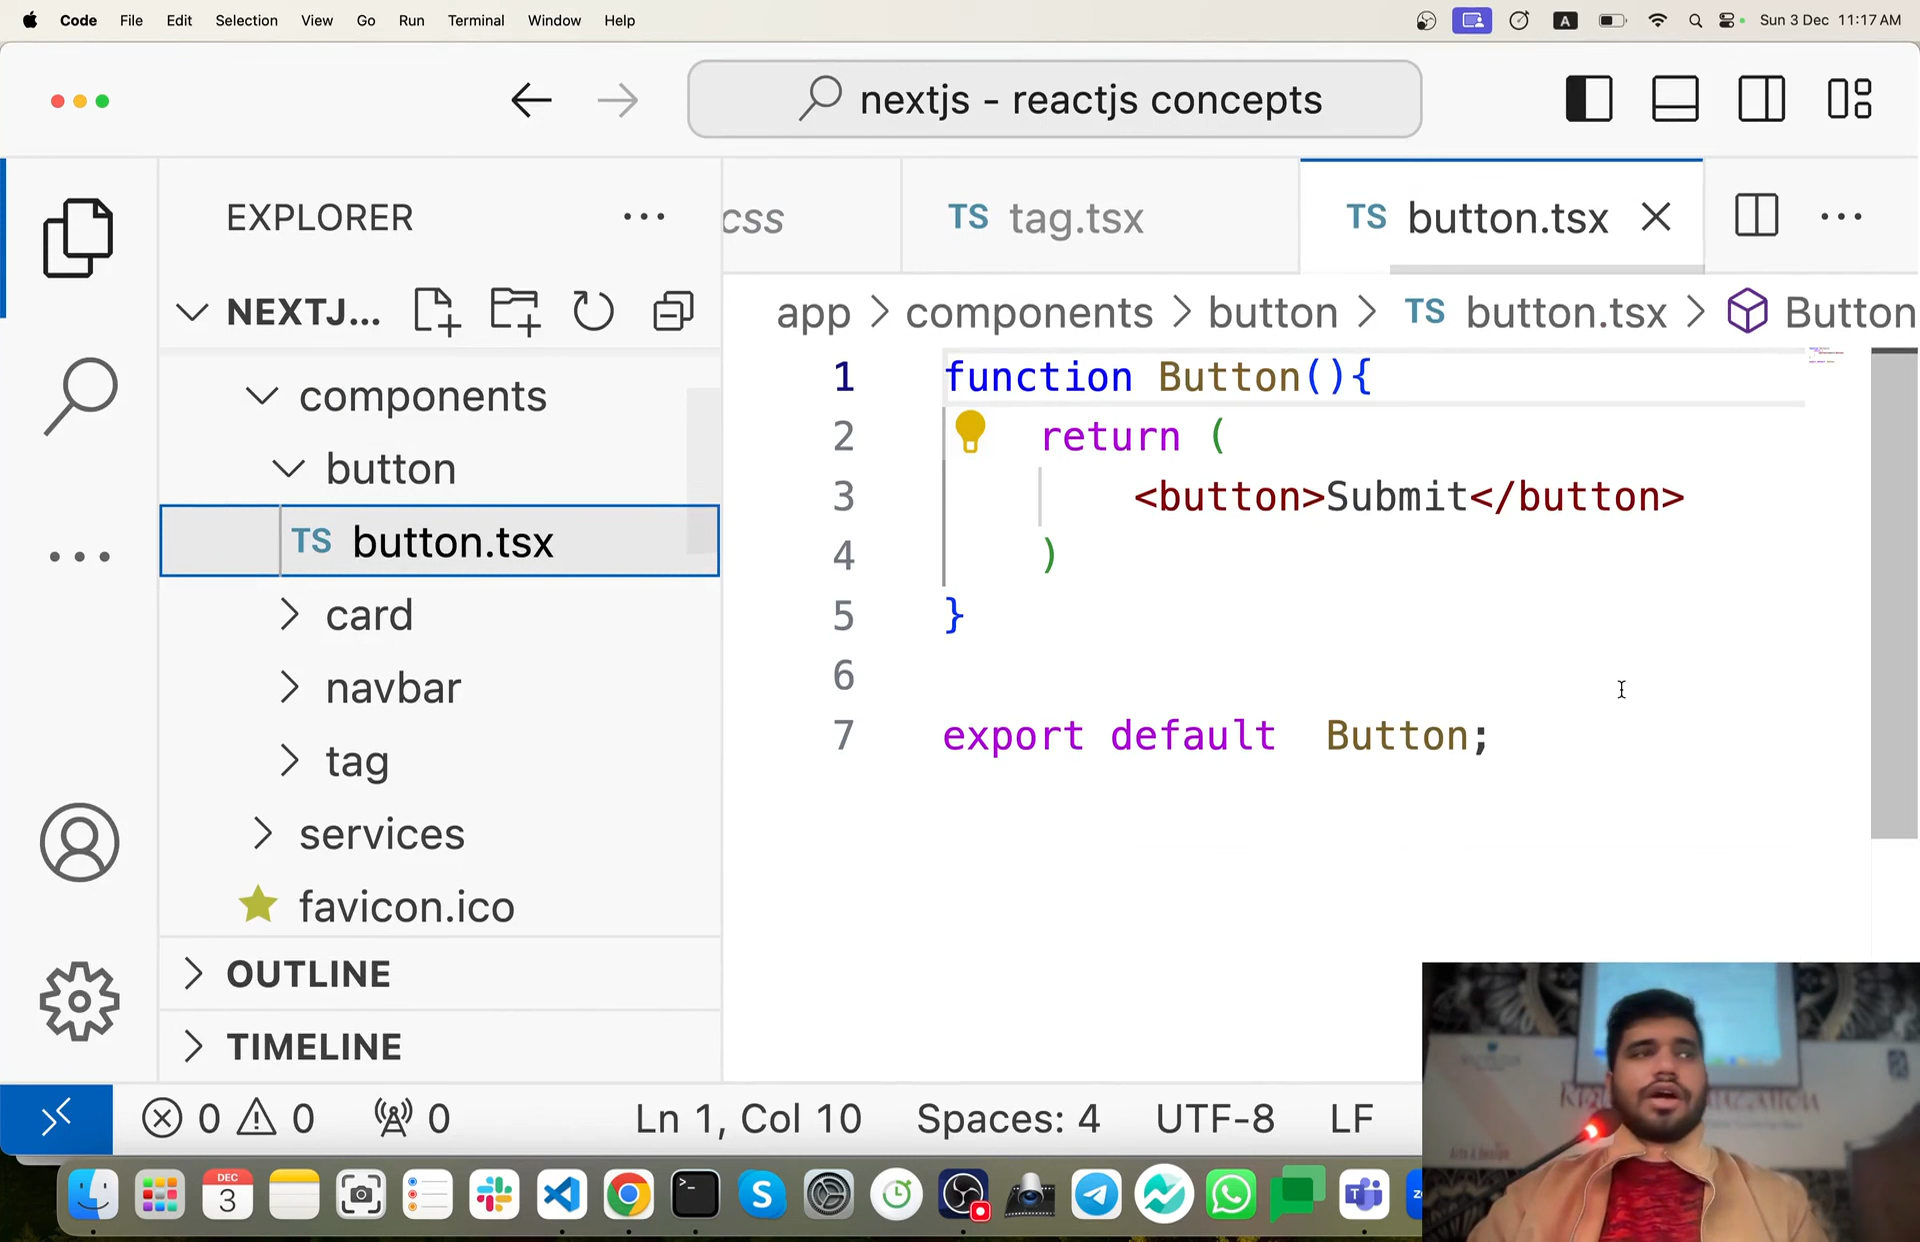 Code File Edit Selection View Go Run Terminal Window Help
A Sun 3 Dec 11:17 AM
nextjs - reactjs concepts
EXPLORER
NEXTJ...
components
button
TS button.tsx
card
navbar
tag
services
favicon.ico
OUTLINE
TIMELINE
css
TS tag.tsx
TS button.tsx
app > components > button > TS button.tsx > Button
1 function Button(){
2 return (
3 <button>Submit</button>
4 )
5 }
6
7 export default Button;
0 0 0 Ln 1, Col 10 Spaces: 4 UTF-8 LF
DEC
3